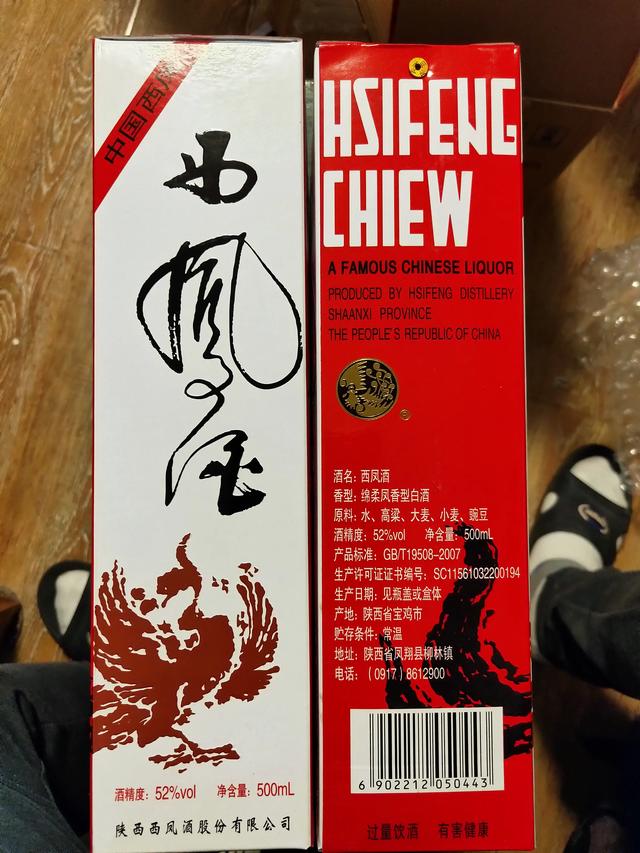 中国西凤
西
凤
酒
酒精度：52%vol 净含量：500mL
陕西西凤酒股份有限公司
HSIFENG
CHIEW
A FAMOUS CHINESE LIQUOR
PRODUCED BY HSIFENG DISTILLERY
SHAANXI PROVINCE
THE PEOPLE'S REPUBLIC OF CHINA
酒名：西凤酒
香型：绵柔凤香型白酒
原料：水、高粱、大麦、小麦、豌豆
酒精度：52%vol 净含量：500mL
产品标准：GB/T19508-2007
生产许可证证书编号：SC11561032200194
生产日期：见瓶盖或盒体
产地：陕西省宝鸡市
贮存条件：常温
地址：陕西省凤翔县柳林镇
电话：（0917）8612900
6 902212 050443
过量饮酒 有害健康